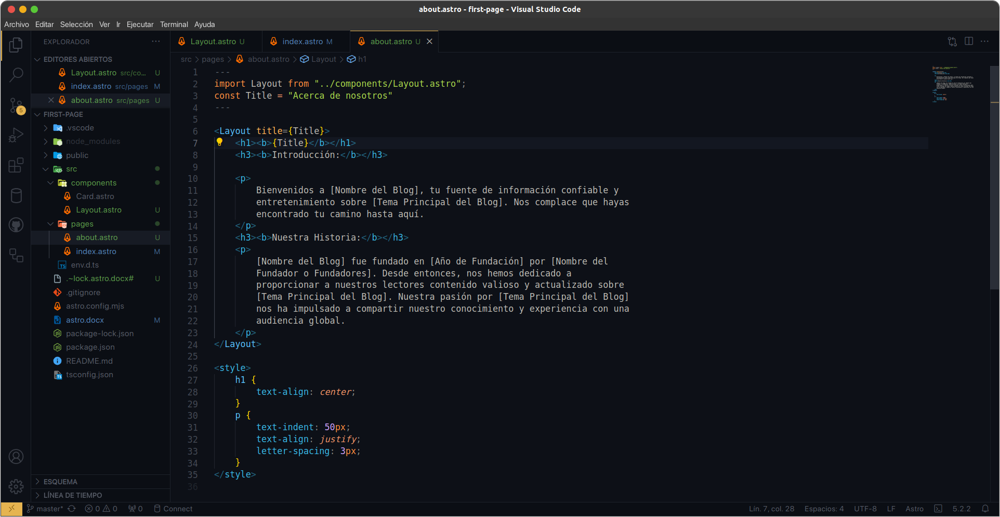 about.astro - first-page - Visual Studio Code
Archivo Editar Selección Ver Ir Ejecutar Terminal Ayuda
EXPLORADOR
EDITORES ABIERTOS
Layout.astro src/co... U
index.astro src/pages M
about.astro src/pages U
FIRST-PAGE
.vscode
node_modules
public
src
components
Card.astro
Layout.astro U
pages
about.astro U
index.astro M
env.d.ts
.~lock.astro.docx# U
.gitignore
astro.config.mjs
astro.docx M
package-lock.json
package.json
README.md
tsconfig.json
ESQUEMA
LÍNEA DE TIEMPO
5
Layout.astro U index.astro M about.astro U
src > pages > about.astro > Layout > h1
1 ---
2 import Layout from "../components/Layout.astro";
3 const Title = "Acerca de nosotros"
4 ---
5
6 <Layout title={Title}>
7 <h1><b>{Title}</b></h1>
8 <h3><b>Introducción:</b></h3>
9
10 <p>
11 Bienvenidos a [Nombre del Blog], tu fuente de información confiable y
12 entretenimiento sobre [Tema Principal del Blog]. Nos complace que hayas
13 encontrado tu camino hasta aquí.
14 </p>
15 <h3><b>Nuestra Historia:</b></h3>
16 <p>
17 [Nombre del Blog] fue fundado en [Año de Fundación] por [Nombre del
18 Fundador o Fundadores]. Desde entonces, nos hemos dedicado a
19 proporcionar a nuestros lectores contenido valioso y actualizado sobre
20 [Tema Principal del Blog]. Nuestra pasión por [Tema Principal del Blog]
21 nos ha impulsado a compartir nuestro conocimiento y experiencia con una
22 audiencia global.
23 </p>
24 </Layout>
25
26 <style>
27 h1 {
28 text-align: center;
29 }
30 p {
31 text-indent: 50px;
32 text-align: justify;
33 letter-spacing: 3px;
34 }
35 </style>
36
master* 0 0 0 Connect
Lín. 7, col. 28 Espacios: 4 UTF-8 LF Astro 5.2.2